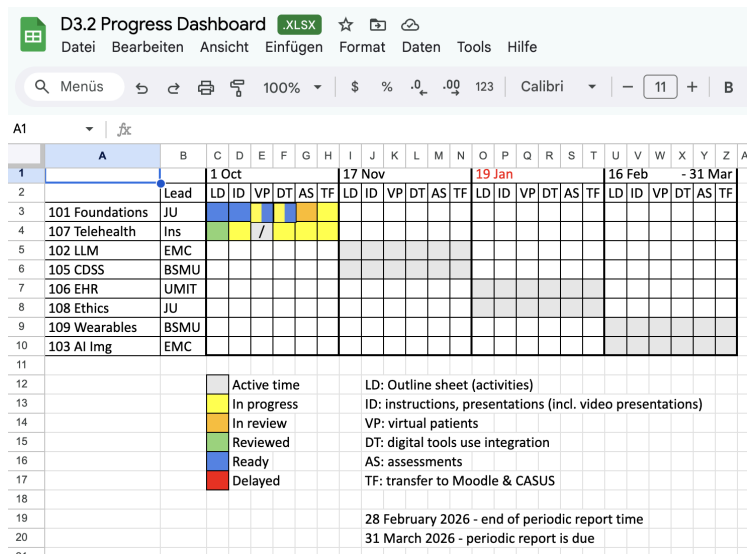 D3.2 Progress Dashboard .XLSX
Datei Bearbeiten Ansicht Einfügen Format Daten Tools Hilfe
Menüs 100% $ % .0 .00 123 Calibri 11 B
A1 fx
A B C D E F G H I J K L M N O P Q R S T U V W X Y Z
1 1 Oct 17 Nov 19 Jan 16 Feb - 31 Mar
2 Lead LD ID VP DT AS TF LD ID VP DT AS TF LD ID VP DT AS TF LD ID VP DT AS TF
3 101 Foundations JU
4 107 Telehealth Ins /
5 102 LLM EMC
6 105 CDSS BSMU
7 106 EHR UMIT
8 108 Ethics JU
9 109 Wearables BSMU
10 103 AI Img EMC
11
12 Active time LD: Outline sheet (activities)
13 In progress ID: instructions, presentations (incl. video presentations)
14 In review VP: virtual patients
15 Reviewed DT: digital tools use integration
16 Ready AS: assessments
17 Delayed TF: transfer to Moodle & CASUS
18
19 28 February 2026 - end of periodic report time
20 31 March 2026 - periodic report is due